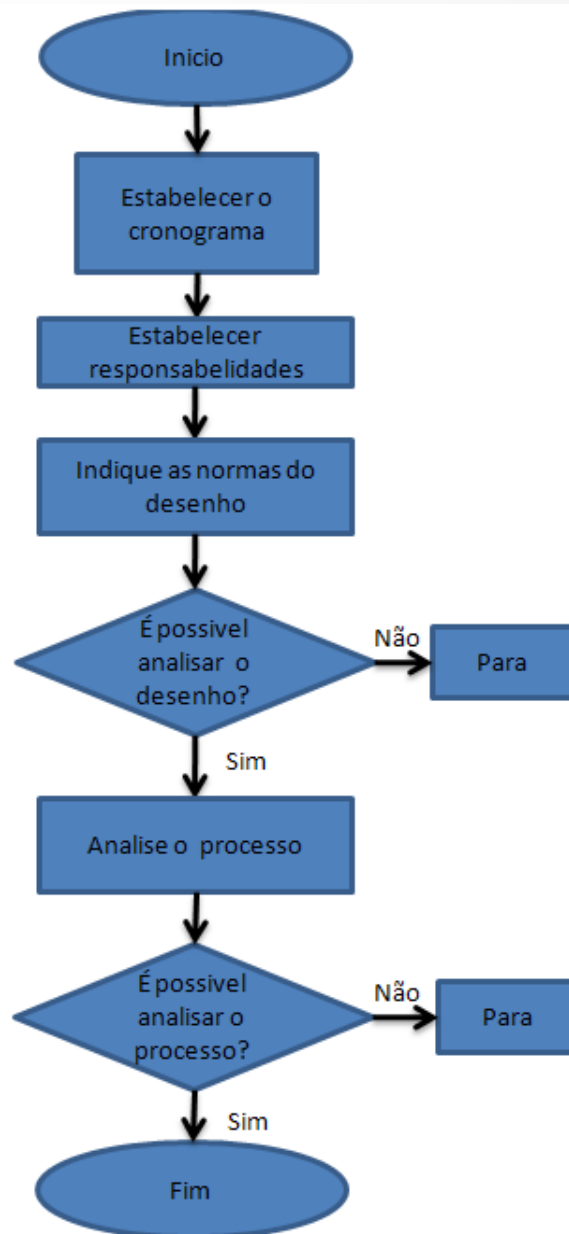 Inicio
Estabelecer o
cronograma
Estabelecer
responsabelidades
Indique as normas do
desenho
É possivel
analisar o
desenho?
Não
Para
Sim
Analise o processo
É possivel
analisar o
processo?
Não
Para
Sim
Fim